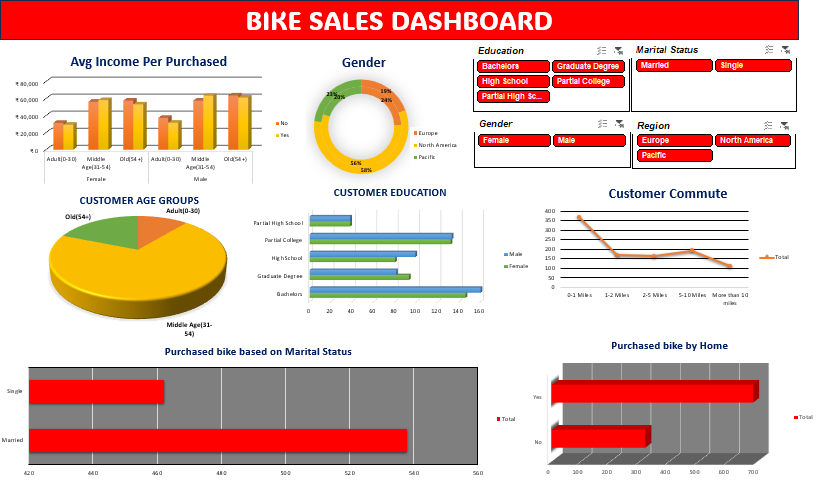 BIKE SALES DASHBOARD
Avg Income Per Purchased
₹ 80,000
₹ 60,000
₹ 40,000
₹ 20,000
₹ 0
Adult(0-30)
Middle Age(31-54)
Old(54+)
Adult(0-30)
Middle Age(31-54)
Old(54+)
Female
Male
No
Yes
Gender
19%
24%
56%
58%
Europe
North America
Pacific
Education
Bachelors
Graduate Degree
High School
Partial College
Partial High Sc...
Marital Status
Married
Single
Gender
Female
Male
Region
Europe
North America
Pacific
CUSTOMER AGE GROUPS
Old(54+)
Adult(0-30)
Middle Age(31-
54)
CUSTOMER EDUCATION
Partial High School
Partial College
High School
Graduate Degree
Bachelors
0 20 40 60 80 100 120 140 160
Male
Female
Customer Commute
400
350
300
250
200
150
100
50
0
0-1 Miles 1-2 Miles 2-5 Miles 5-10 Miles More than 10
miles
Total
Purchased bike based on Marital Status
Single
Married
420 440 460 480 500 520 540 560
Total
Purchased bike by Home
Yes
No
0 100 200 300 400 500 600 700
Total